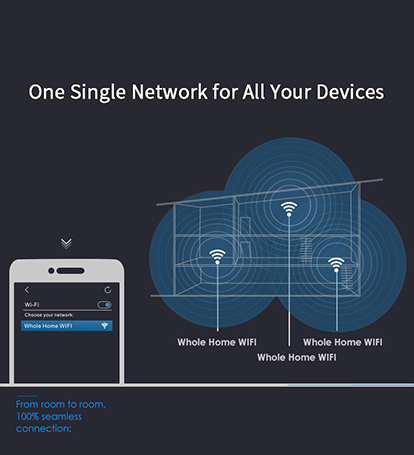 One Single Network for All Your Devices
Wi-Fi
Choose your network:
Whole Home WIFI
Whole Home WIFI
Whole Home WIFI
Whole Home WIFI
From room to room,
100% seamless
connection: